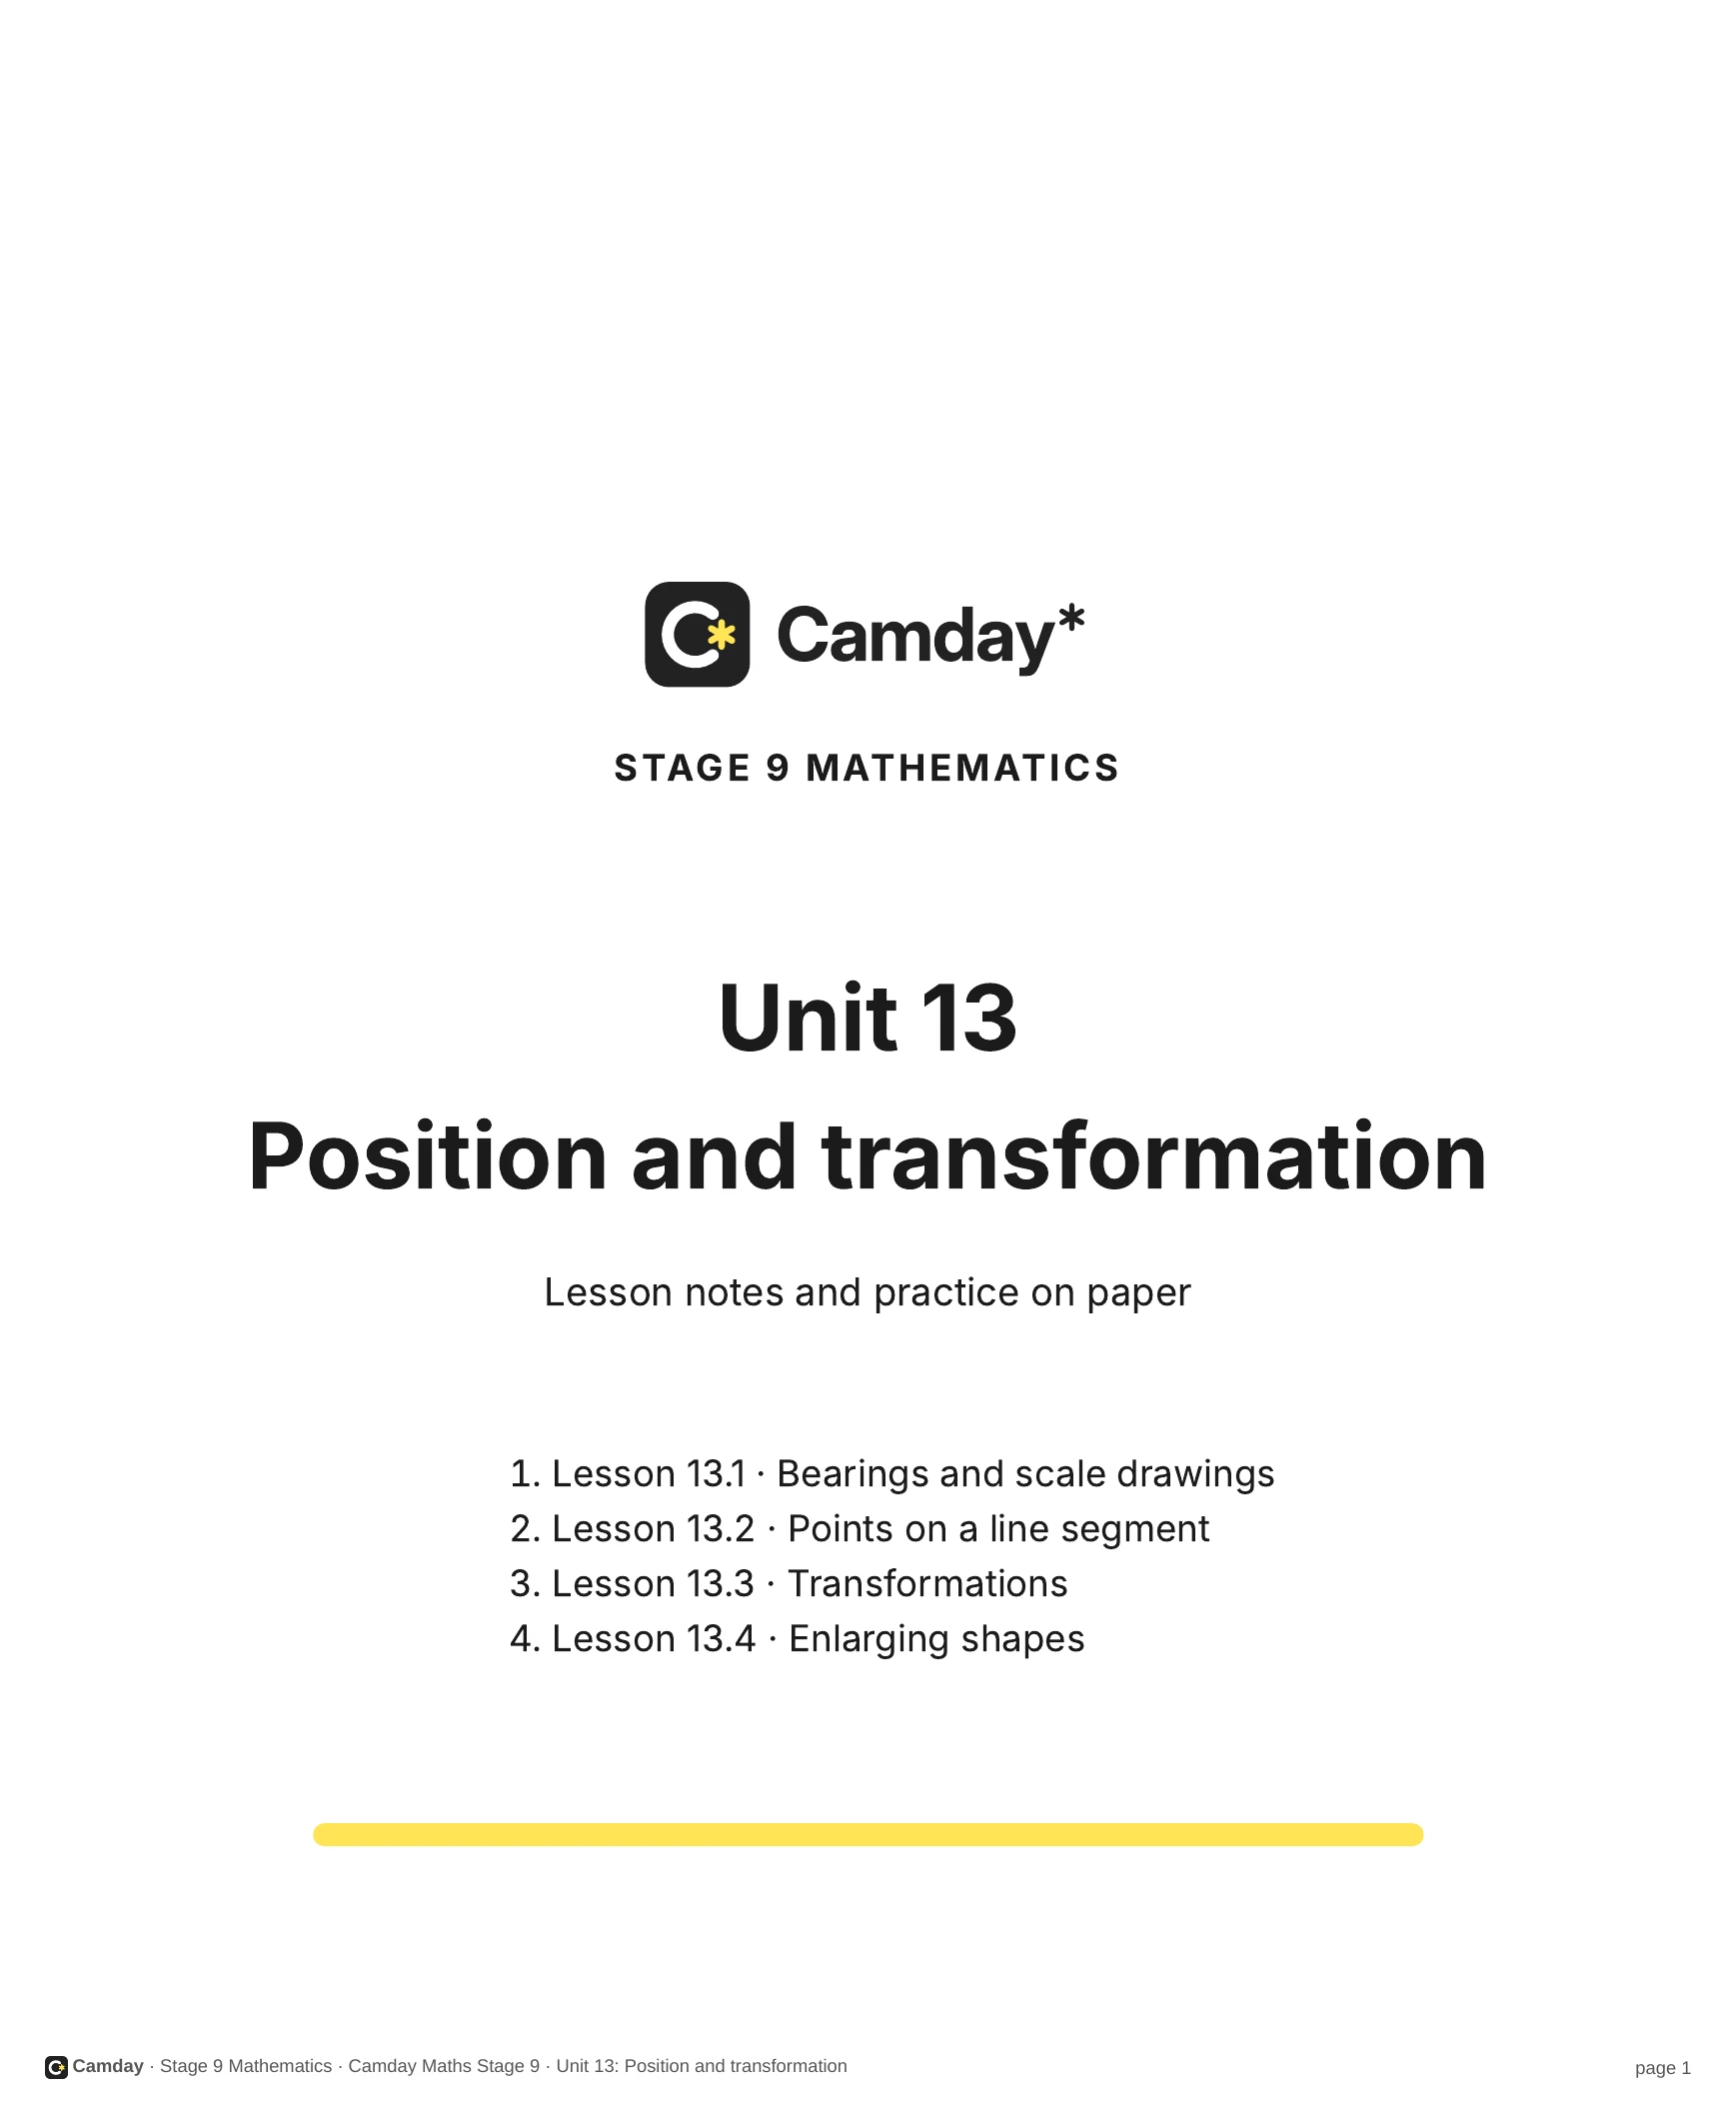 Camday*
STAGE 9 MATHEMATICS
Unit 13
Position and transformation
Lesson notes and practice on paper
1. Lesson 13.1 · Bearings and scale drawings
2. Lesson 13.2 · Points on a line segment
3. Lesson 13.3 · Transformations
4. Lesson 13.4 · Enlarging shapes
Camday · Stage 9 Mathematics · Camday Maths Stage 9 · Unit 13: Position and transformation
page 1